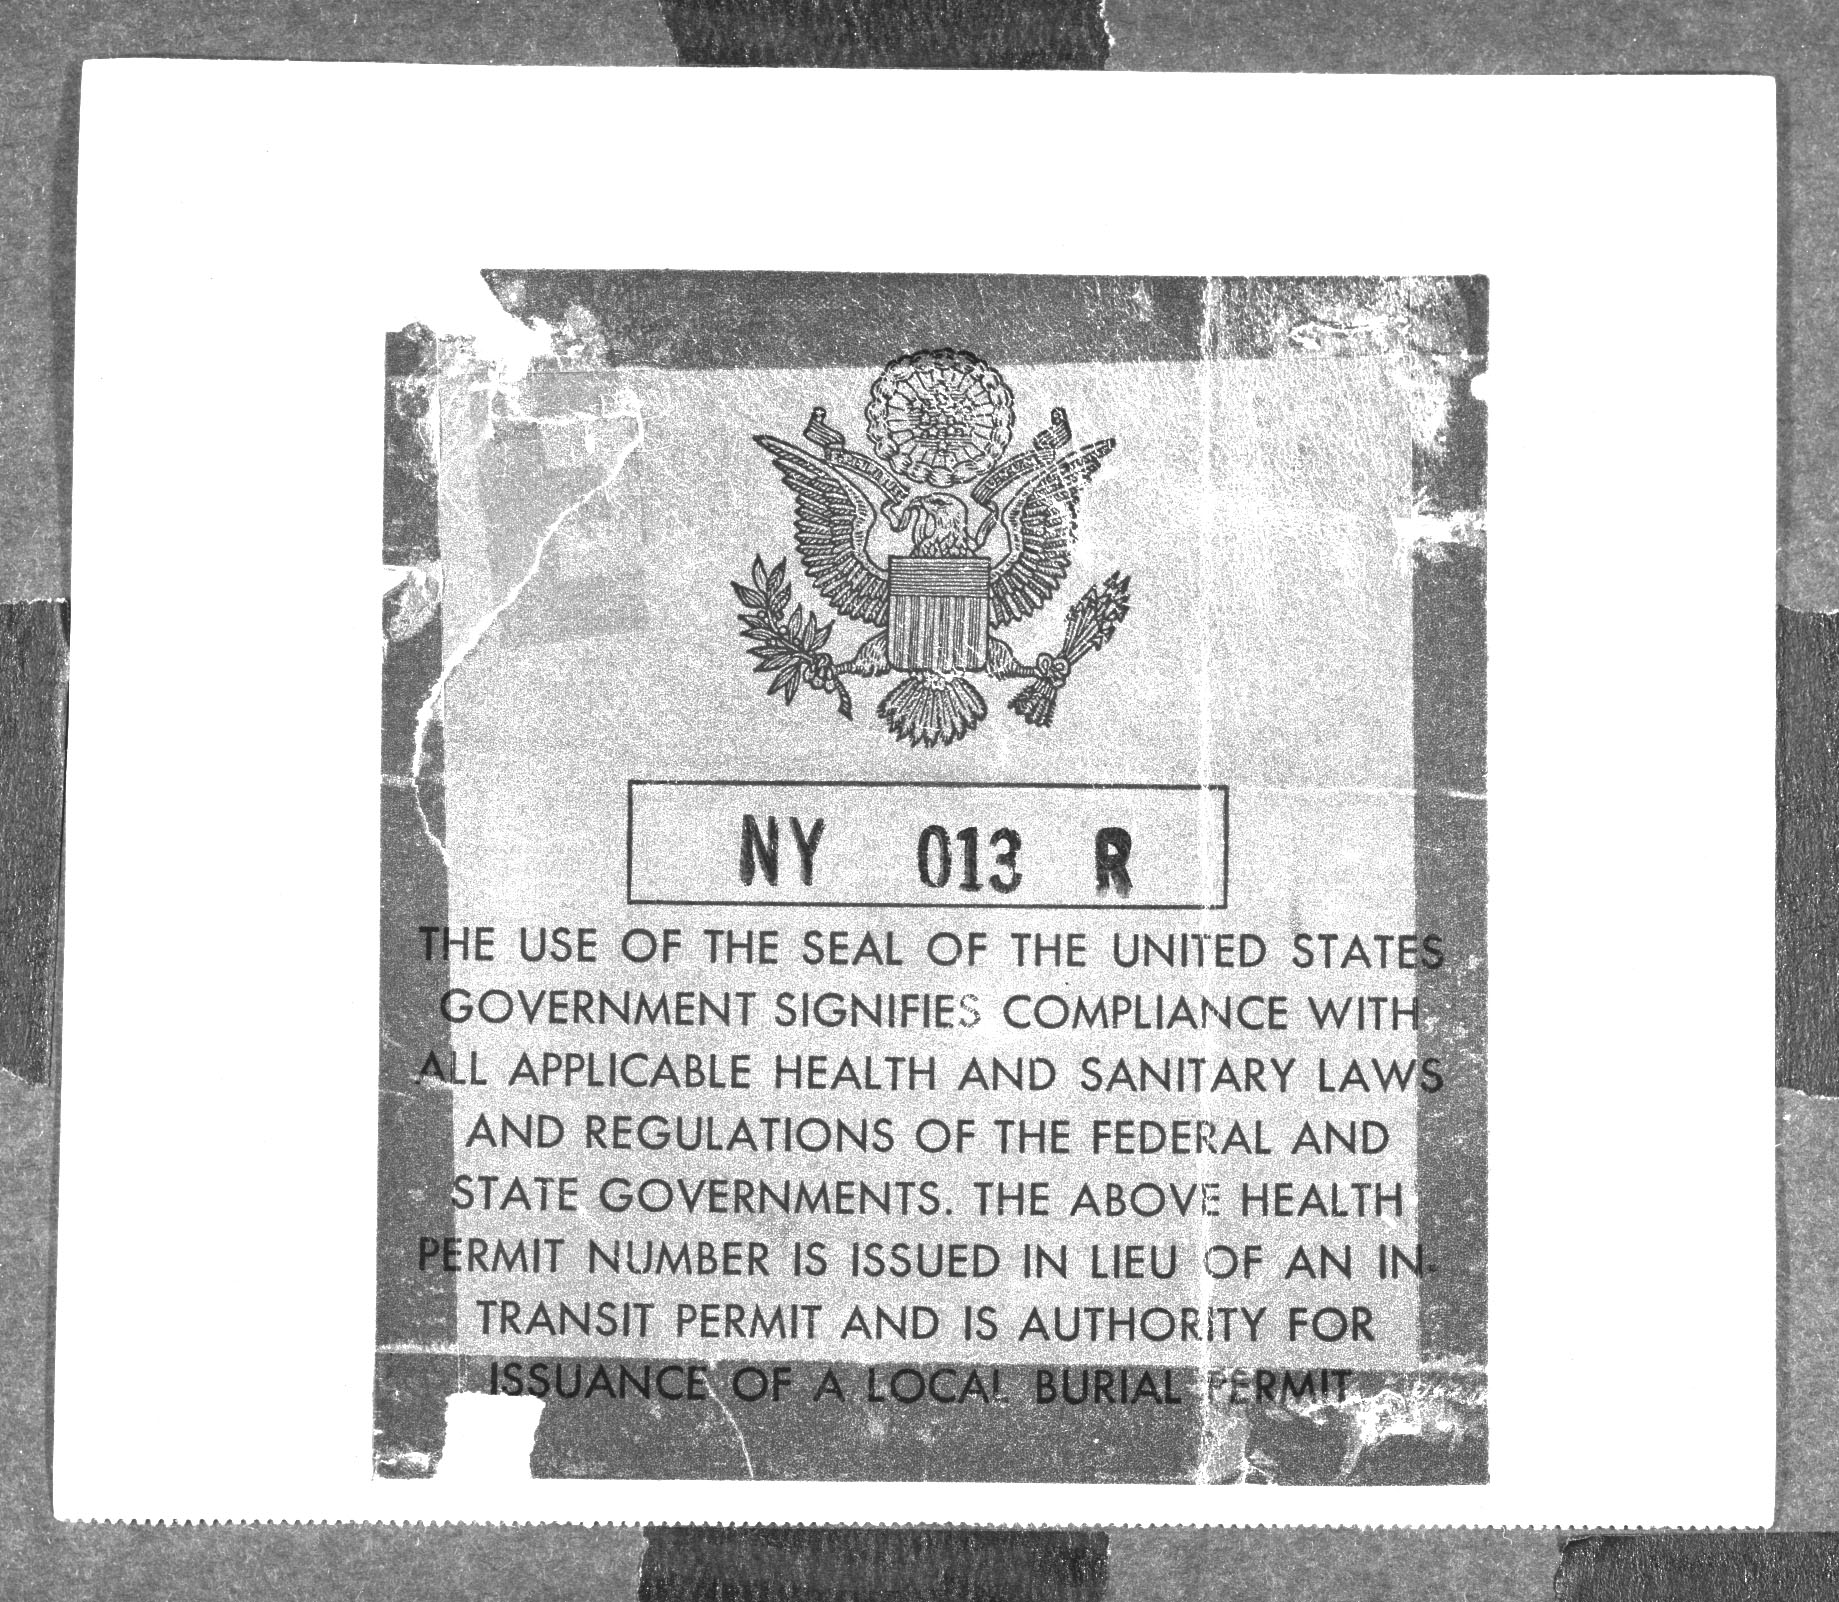 NY 013 R
THE USE OF THE SEAL OF THE UNITED STATES
GOVERNMENT SIGNIFIES COMPLIANCE WITH
ALL APPLICABLE HEALTH AND SANITARY LAWS
AND REGULATIONS OF THE FEDERAL AND
STATE GOVERNMENTS. THE ABOVE HEALTH
PERMIT NUMBER IS ISSUED IN LIEU OF AN IN-
TRANSIT PERMIT AND IS AUTHORITY FOR
ISSUANCE OF A LOCAL BURIAL PERMIT